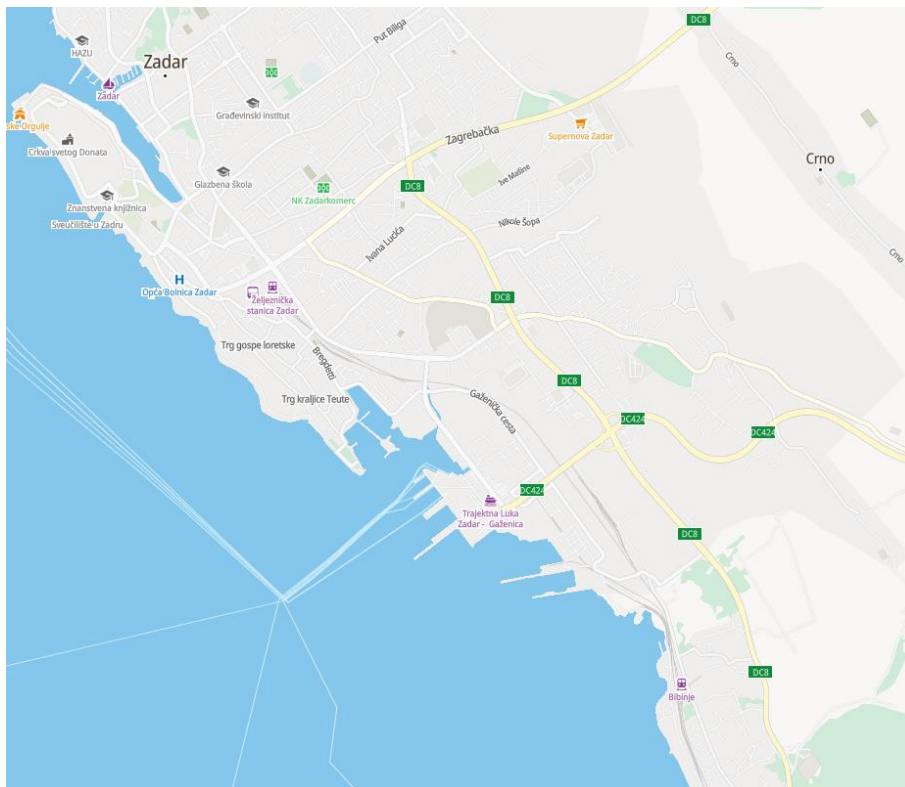 DC8
Put Biliga
HAZU
Zadar
Crno
Zadar
Građevinski institut
Zagrebačka
Supernova Zadar
ske Orgulje
Crkva svetog Donata
Crno
Glazbena škola
Ive Mašine
DC8
NK Zadarkomerc
Znanstvena knjižnica
Sveučilište u Zadru
Nikole Šopa
Ivana Lučića
Crno
H
Opća Bolnica Zadar
DC8
Željeznička
stanica Zadar
Trg gospe loretske
Bregdetti
DC8
Trg kraljice Teute
Gaženička cesta
DC424
DC424
DC424
Trajektna Luka
Zadar - Gaženica
DC8
DC8
Bibinje